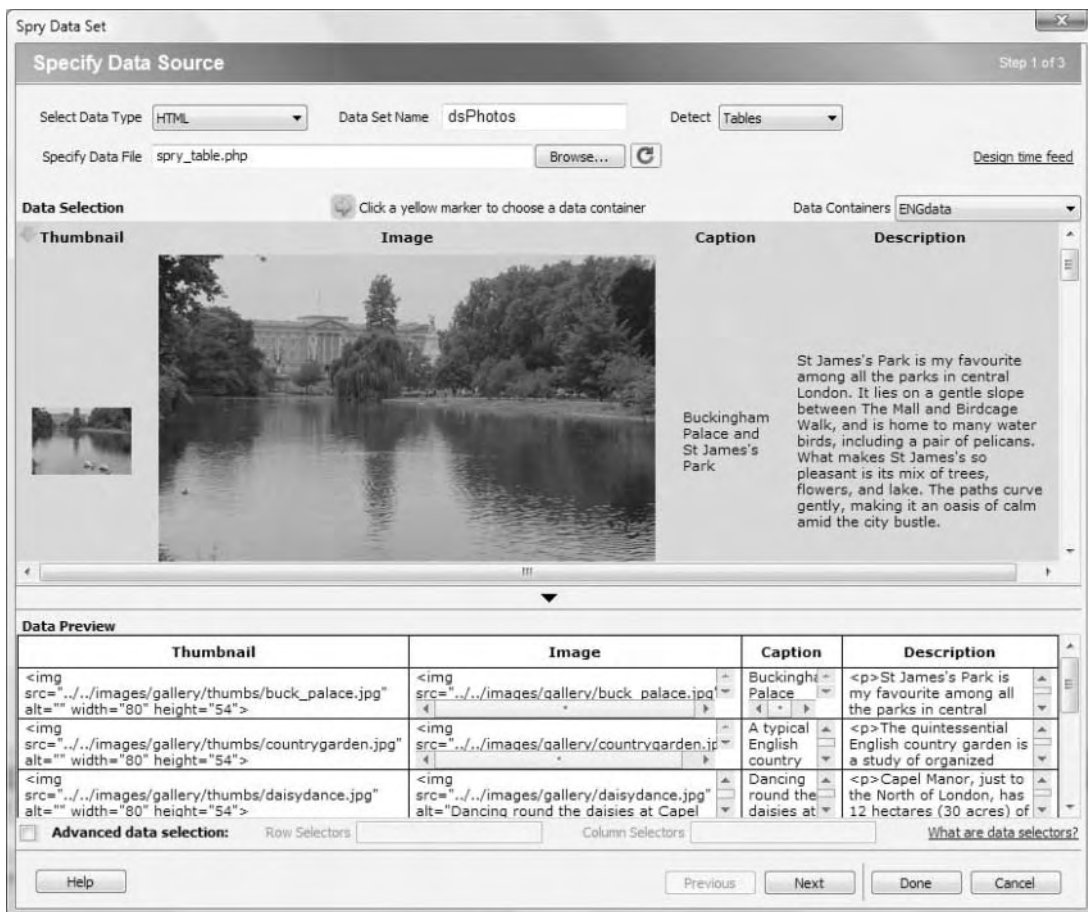 Spry Data Set
Specify Data Source
Step 1 of 3
Select Data Type HTML Data Set Name dsPhotos Detect Tables
Specify Data File spry_table.php Browse... Design time feed
Data Selection Click a yellow marker to choose a data container Data Containers ENGdata
Thumbnail Image Caption Description
Buckingham
Palace and
St James's
Park
St James's Park is my favourite
among all the parks in central
London. It lies on a gentle slope
between The Mall and Birdcage
Walk, and is home to many water
birds, including a pair of pelicans.
What makes St James's so
pleasant is its mix of trees,
flowers, and lake. The paths curve
gently, making it an oasis of calm
amid the city bustle.
Data Preview
Thumbnail Image Caption Description
<img
src="../../images/gallery/thumbs/buck_palace.jpg"
alt="" width="80" height="54">
<img
src="../../images/gallery/buck_palace.jpg"
Buckingha
Palace
<p>St James's Park is
my favourite among all
the parks in central
<img
src="../../images/gallery/thumbs/countrygarden.jpg"
alt="" width="80" height="54">
<img
src="../../images/gallery/countrygarden.jp
A typical
English
country
<p>The quintessential
English country garden is
a study of organized
<img
src="../../images/gallery/thumbs/daisydance.jpg"
alt="" width="80" height="54">
<img
src="../../images/gallery/daisydance.jpg"
alt="Dancing round the daisies at Capel
Dancing
round the
daisies at
<p>Capel Manor, just to
the North of London, has
12 hectares (30 acres) of
Advanced data selection: Row Selectors Column Selectors What are data selectors?
Help Previous Next Done Cancel